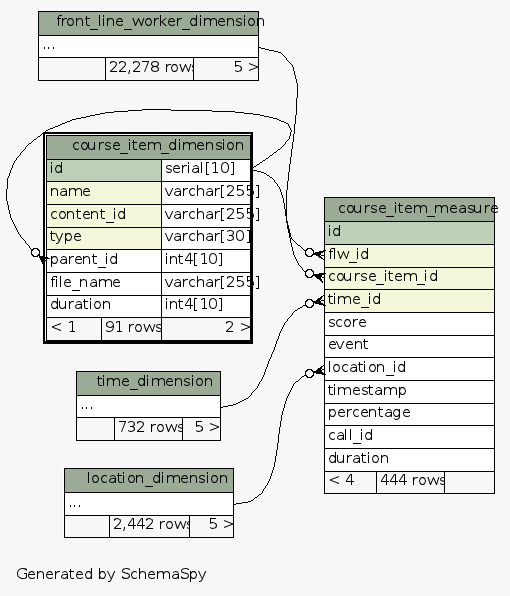 front_line_worker_dimension
...
22,278 rows 5 >
course_item_dimension
id serial[10]
name varchar[255]
content_id varchar[255]
type varchar[30]
parent_id int4[10]
file_name varchar[255]
duration int4[10]
< 1 91 rows 2 >
course_item_measure
id
flw_id
course_item_id
time_id
score
event
location_id
timestamp
percentage
call_id
duration
< 4 444 rows
time_dimension
...
732 rows 5 >
location_dimension
...
2,442 rows 5 >
Generated by SchemaSpy